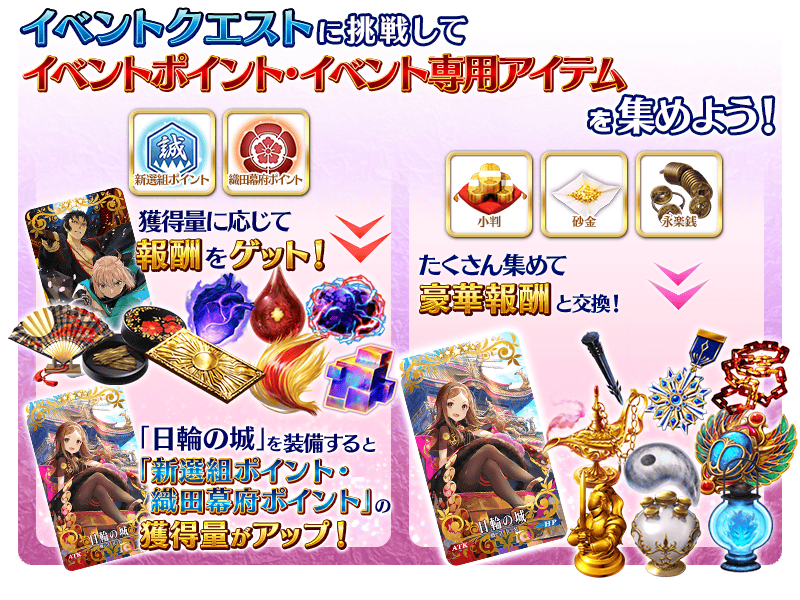 イベントクエストに挑戦して
イベントポイント・イベント専用アイテム
を集めよう！
誠
新選組ポイント
織田幕府ポイント
獲得量に応じて
報酬をゲット！
「日輪の城」を装備すると
「新選組ポイント・
織田幕府ポイント」の
獲得量がアップ！
日輪の城
ATK
小判
砂金
永楽銭
たくさん集めて
豪華報酬と交換！
日輪の城
ATK
HP